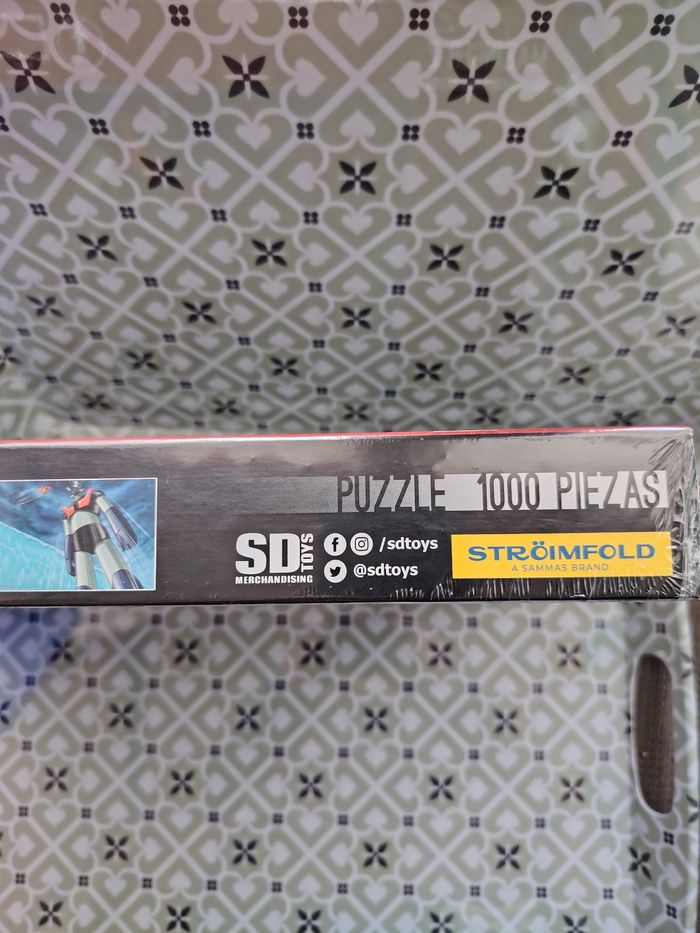 PUZZLE 1000 PIEZAS
SD TOYS
MERCHANDISING
/sdtoys
@sdtoys
STRÖIMFOLD
A SAMMAS BRAND